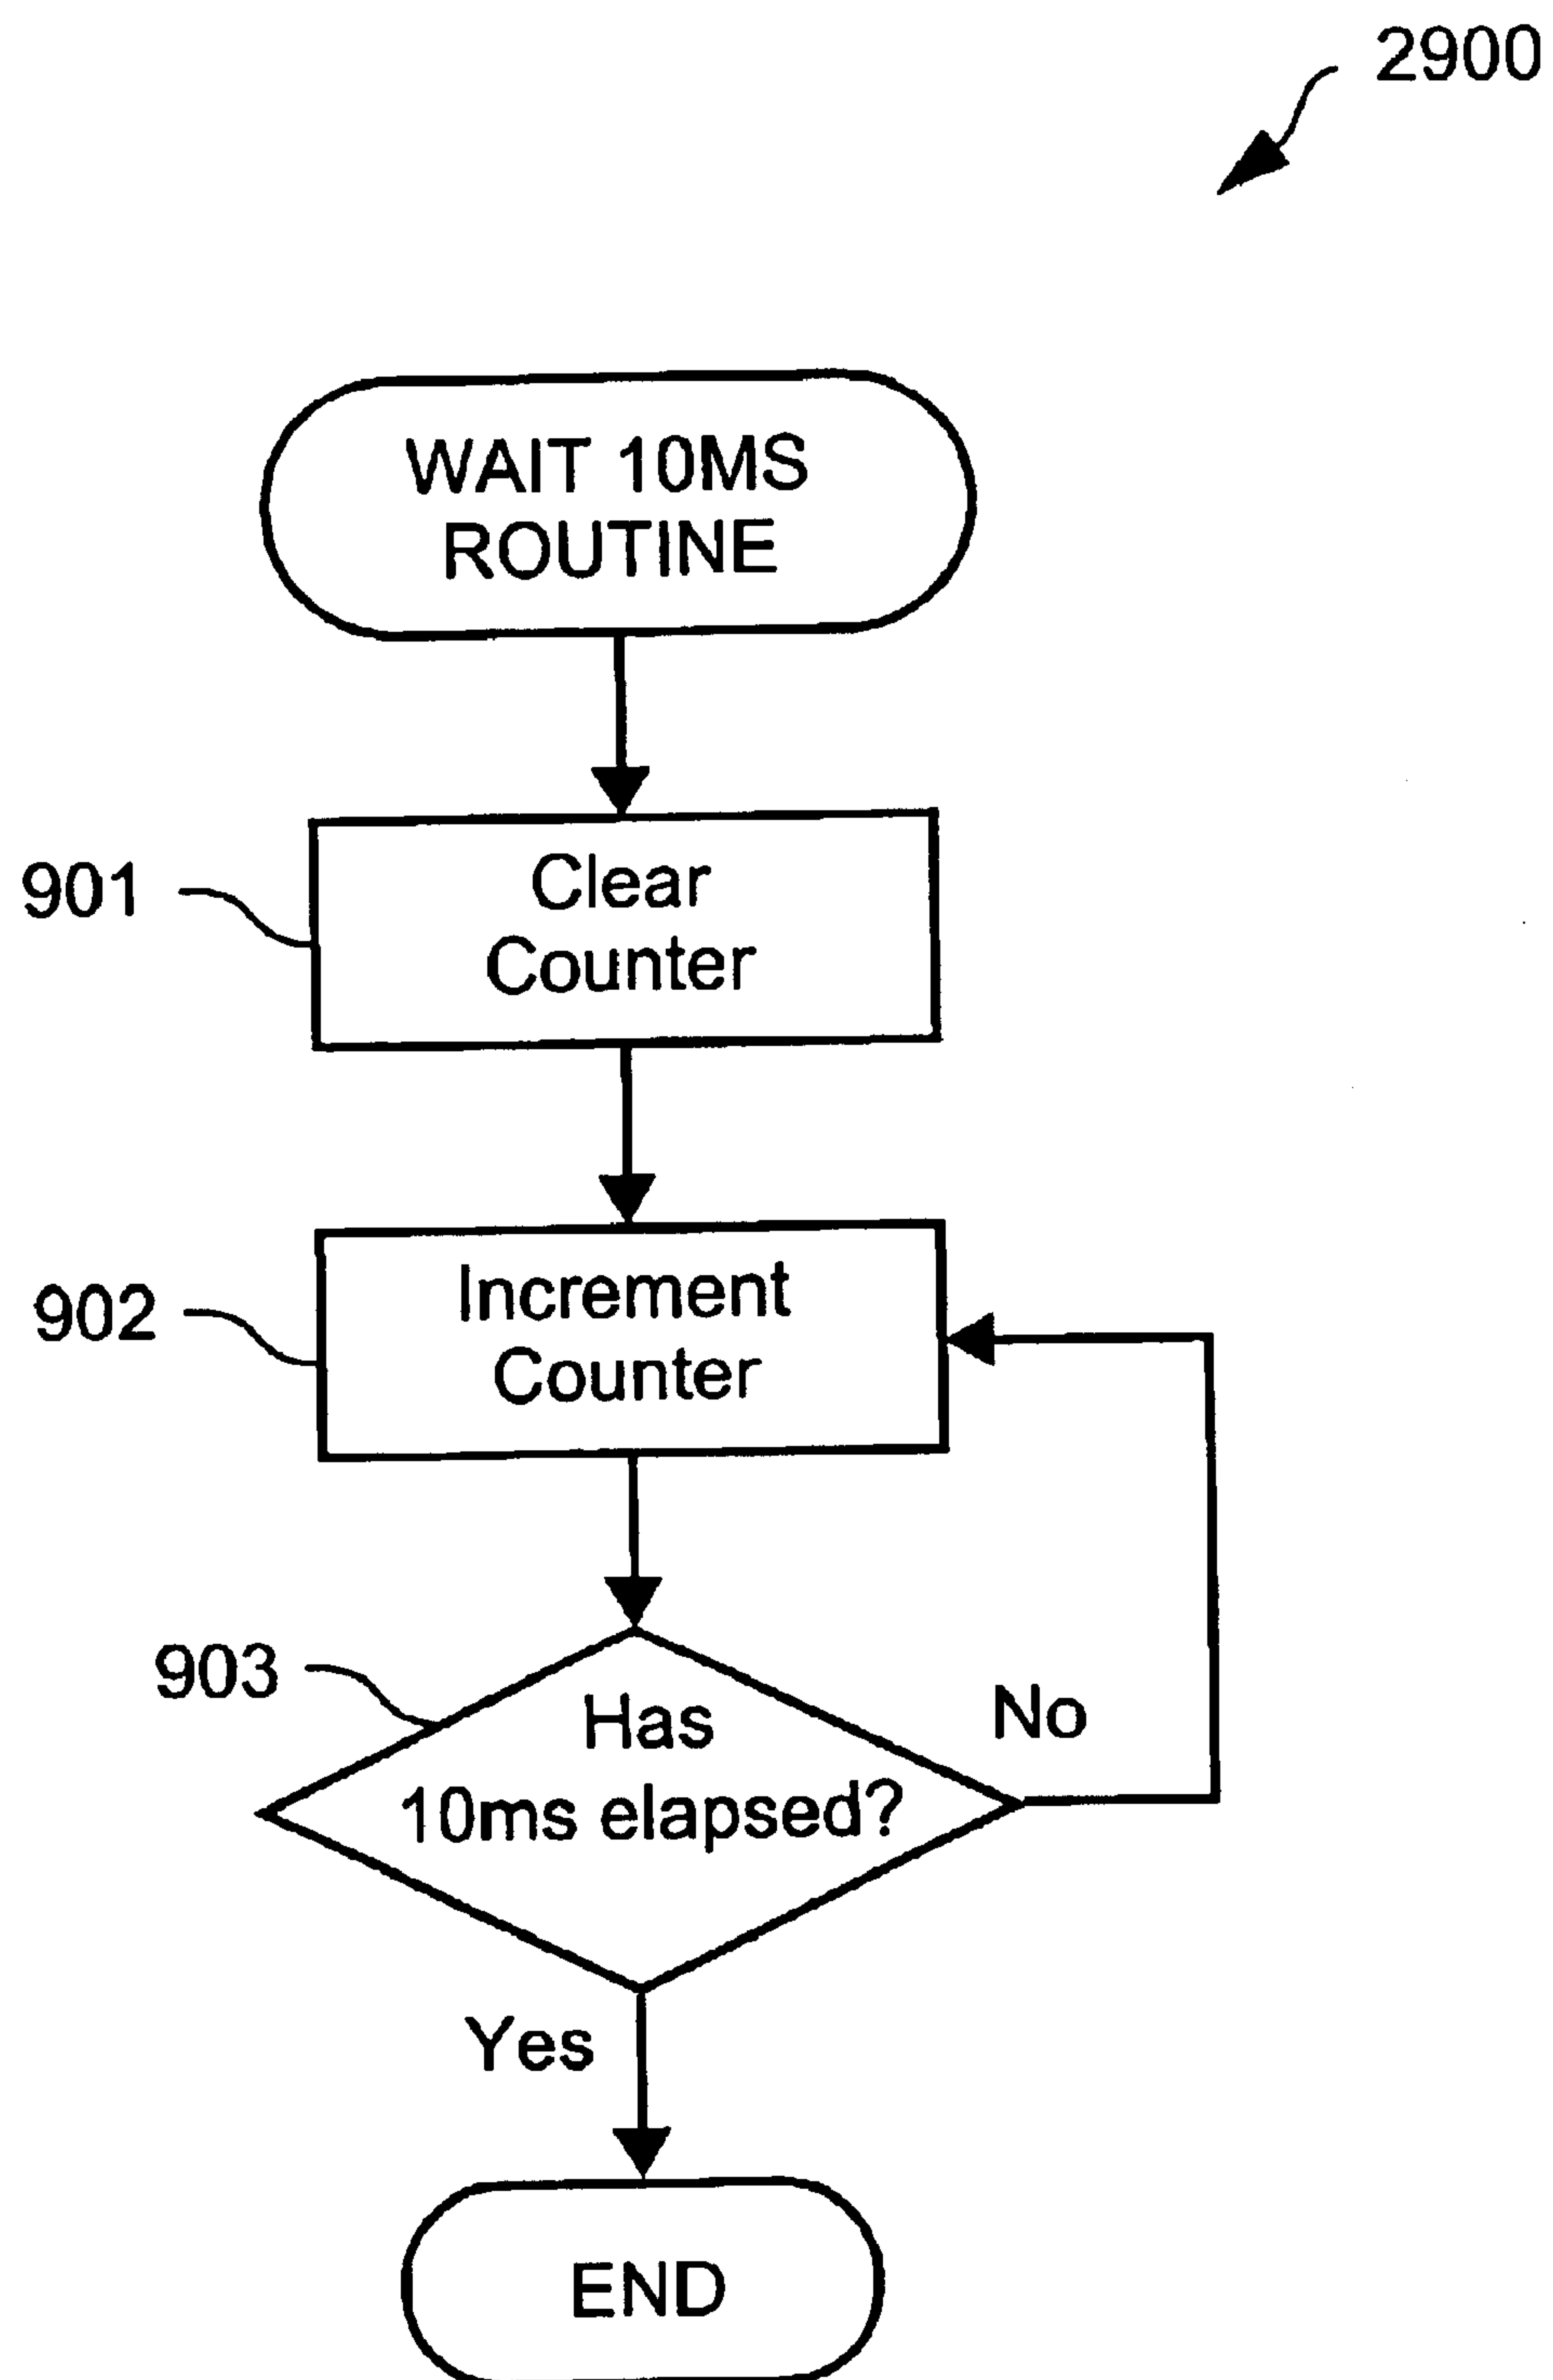 2900
WAIT 10MS
ROUTINE
901
Clear
Counter
902
Increment
Counter
903
Has
10ms elapsed?
No
Yes
END